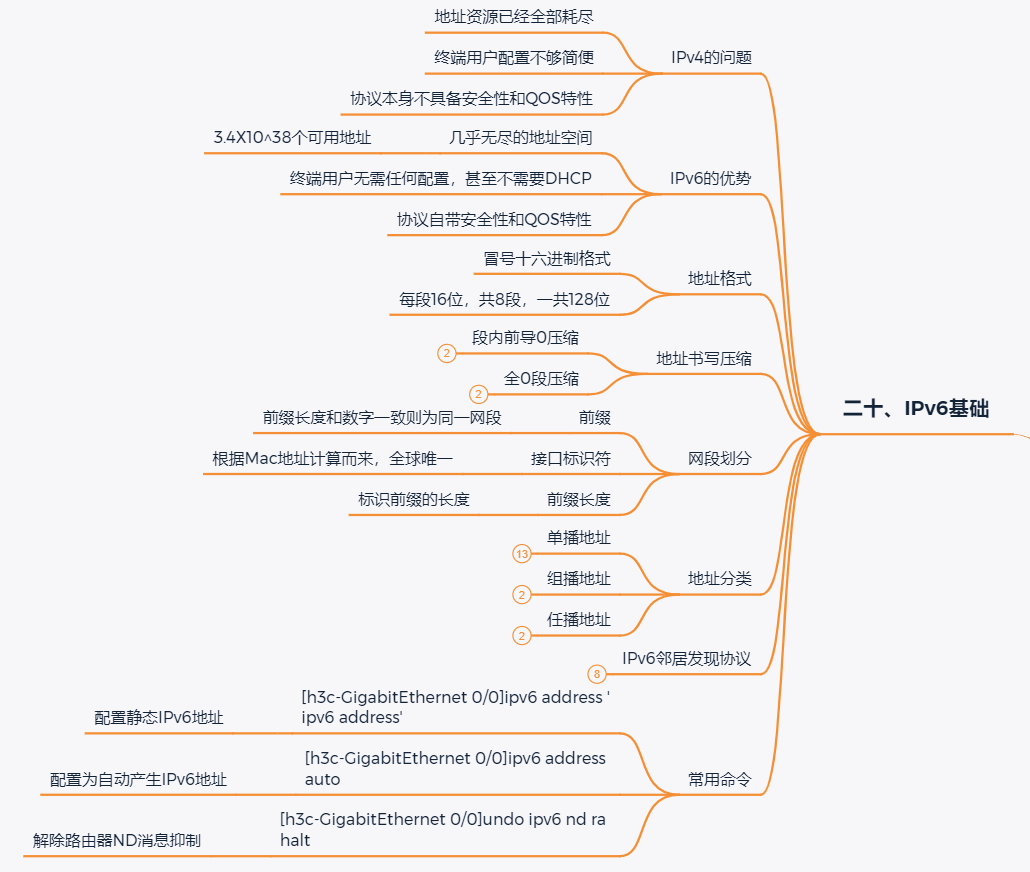 二十、IPv6基础
IPv4的问题
地址资源已经全部耗尽
终端用户配置不够简便
协议本身不具备安全性和QOS特性
IPv6的优势
几乎无尽的地址空间
3.4X10^38个可用地址
终端用户无需任何配置，甚至不需要DHCP
协议自带安全性和QOS特性
地址格式
冒号十六进制格式
每段16位，共8段，一共128位
地址书写压缩
段内前导0压缩
2
全0段压缩
2
网段划分
前缀
前缀长度和数字一致则为同一网段
接口标识符
根据Mac地址计算而来，全球唯一
前缀长度
标识前缀的长度
地址分类
单播地址
13
组播地址
2
任播地址
2
IPv6邻居发现协议
8
常用命令
[h3c-GigabitEthernet 0/0]ipv6 address '
ipv6 address'
配置静态IPv6地址
[h3c-GigabitEthernet 0/0]ipv6 address
auto
配置为自动产生IPv6地址
[h3c-GigabitEthernet 0/0]undo ipv6 nd ra
halt
解除路由器ND消息抑制